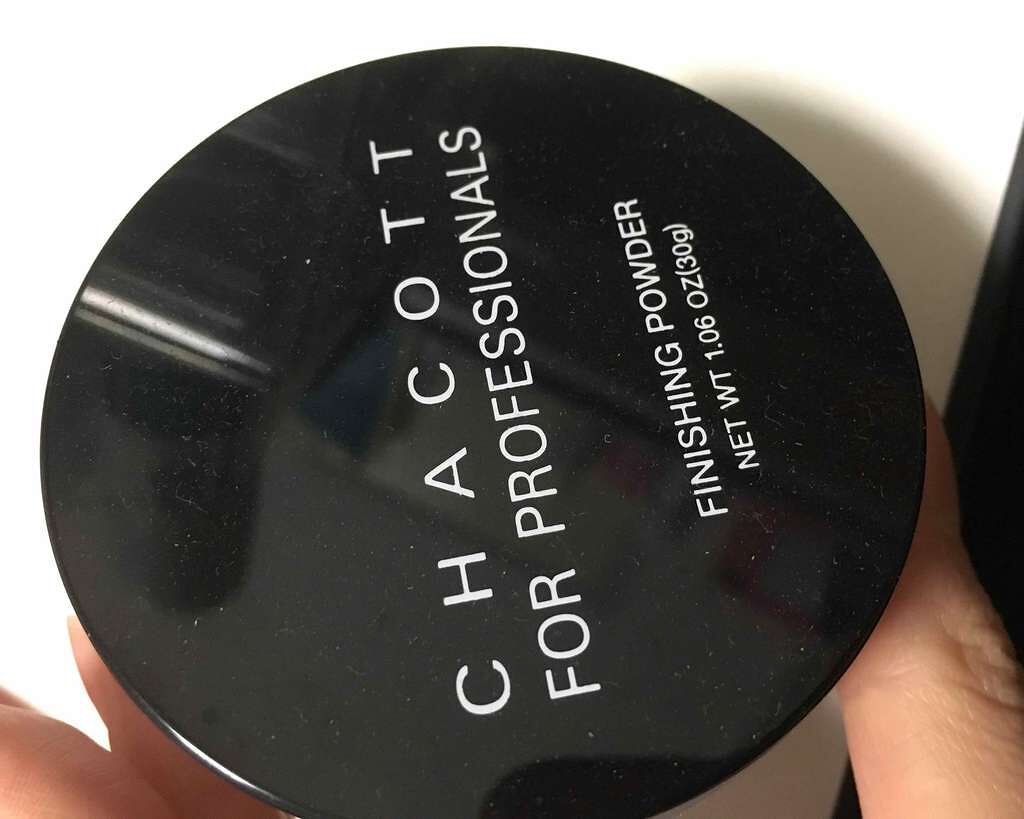 CHACOTT
FOR PROFESSIONALS
FINISHING POWDER
NET WT 1.06 OZ(30g)